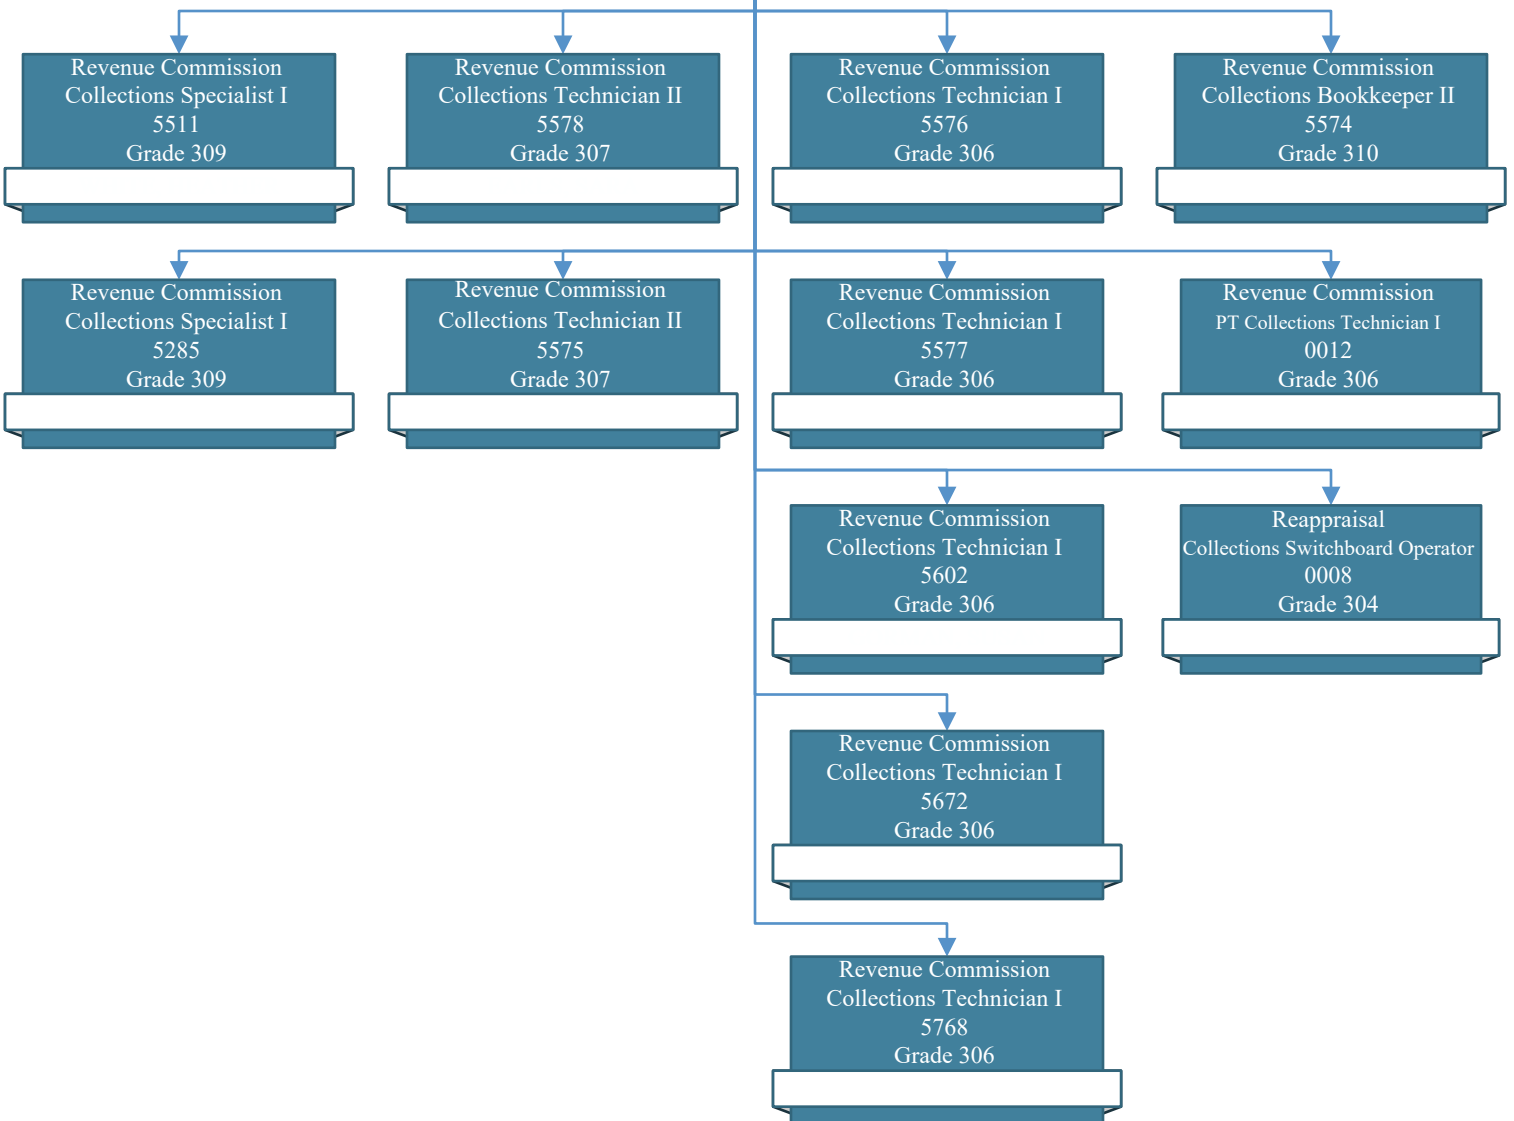 Revenue Commission
Collections Specialist I
5511
Grade 309
Revenue Commission
Collections Technician II
5578
Grade 307
Revenue Commission
Collections Technician I
5576
Grade 306
Revenue Commission
Collections Bookkeeper II
5574
Grade 310
Revenue Commission
Collections Specialist I
5285
Grade 309
Revenue Commission
Collections Technician II
5575
Grade 307
Revenue Commission
Collections Technician I
5577
Grade 306
Revenue Commission
PT Collections Technician I
0012
Grade 306
Revenue Commission
Collections Technician I
5602
Grade 306
Reappraisal
Collections Switchboard Operator
0008
Grade 304
Revenue Commission
Collections Technician I
5672
Grade 306
Revenue Commission
Collections Technician I
5768
Grade 306